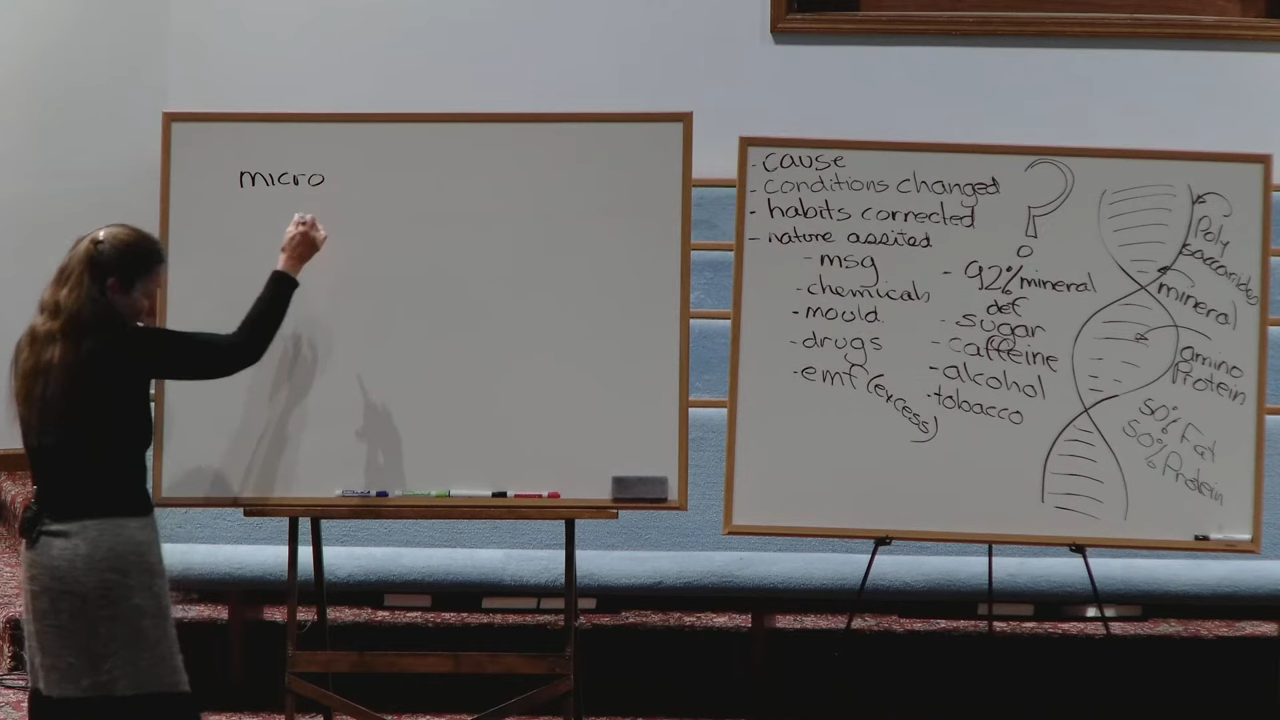 micro
- cause
- conditions changed
- habits corrected
- nature assited
- msg
- chemicals
- mould.
- drugs
- emf (excess)
?
- 92% mineral
def
- sugar
- caffeine
- alcohol
- tobacco
Poly
saccarides
mineral
amino
Protein
50% Fat
50% Protein